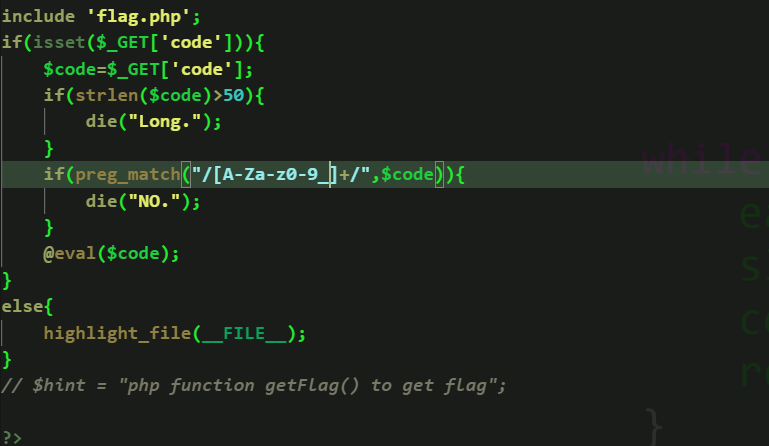 include 'flag.php';
if(isset($_GET['code'])){
    $code=$_GET['code'];
    if(strlen($code)>50){
        die("Long.");
    }
    if(preg_match("/[A-Za-z0-9_]+/",$code)){
        die("NO.");
    }
    @eval($code);
}
else{
    highlight_file(__FILE__);
}
// $hint = "php function getFlag() to get flag";
?>
while
e
s
c
r
}